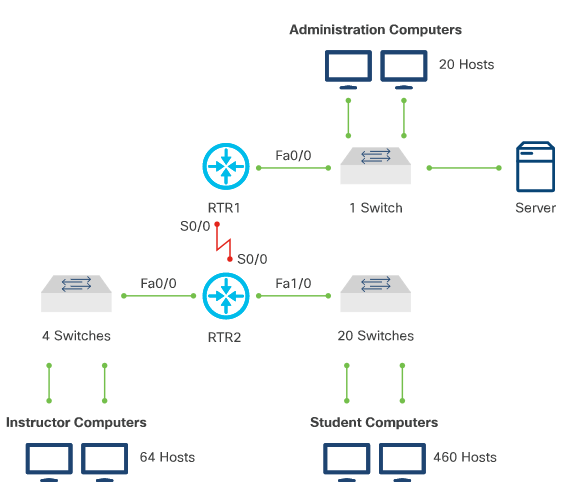 Administration Computers
20 Hosts
Fa0/0
RTR1
1 Switch
Server
S0/0
S0/0
Fa0/0
Fa1/0
4 Switches
RTR2
20 Switches
Instructor Computers
Student Computers
64 Hosts
460 Hosts